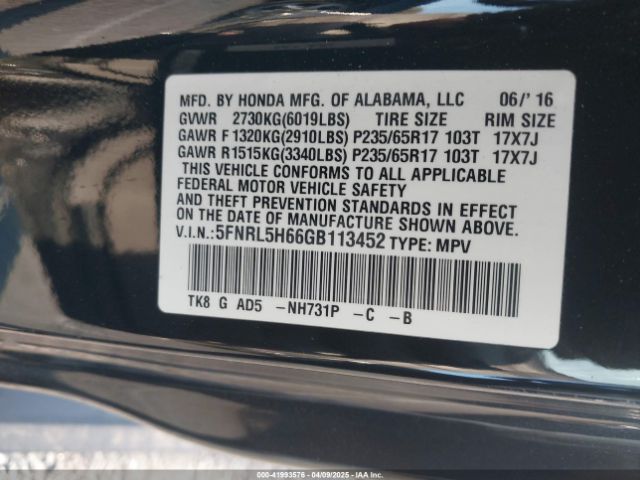 MFD. BY HONDA MFG. OF ALABAMA, LLC 06/' 16
GVWR 2730KG(6019LBS) TIRE SIZE RIM SIZE
GAWR F1320KG(2910LBS) P235/65R17 103T 17X7J
GAWR R1515KG(3340LBS) P235/65R17 103T 17X7J
THIS VEHICLE CONFORMS TO ALL APPLICABLE
FEDERAL MOTOR VEHICLE SAFETY
AND THEFT PREVENTION STANDARDS IN EFFECT
ON THE DATE OF MANUFACTURE SHOWN ABOVE.
V.I.N.:5FNRL5H66GB113452 TYPE: MPV
TK8 G AD5 -NH731P -C -B
000-41993576 | 04/09/2025 | IAA Inc.